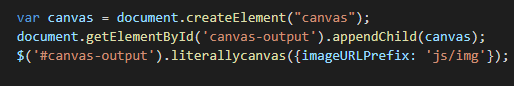 var canvas = document.createElement("canvas");
document.getElementById('canvas-output').appendChild(canvas);
$('#canvas-output').literallycanvas({imageURLPrefix: 'js/img'});